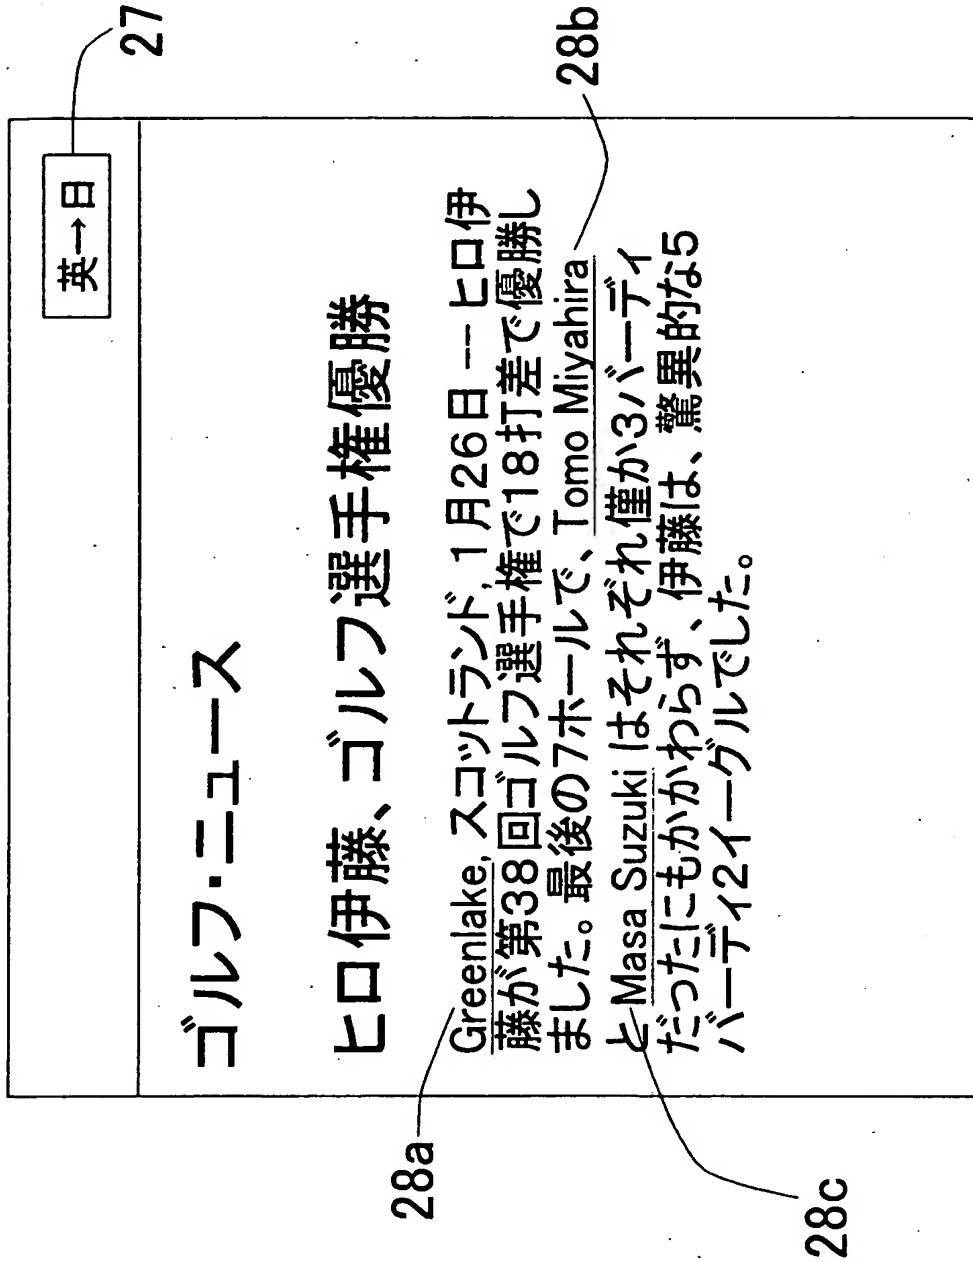 27
英→日
ゴルフ・ニュース
ヒロ伊藤、ゴルフ選手権優勝
28a
Greenlake, スコットランド, 1月26日 -- ヒロ伊
藤が第38回ゴルフ選手権で18打差で優勝し
ました。最後の7ホールで、Tomo Miyahira
28b
とMasa Suzuki はそれぞれ僅か3バーディ
28c
だったにもかかわらず、伊藤は、驚異的な5
バーディ2イーグルでした。